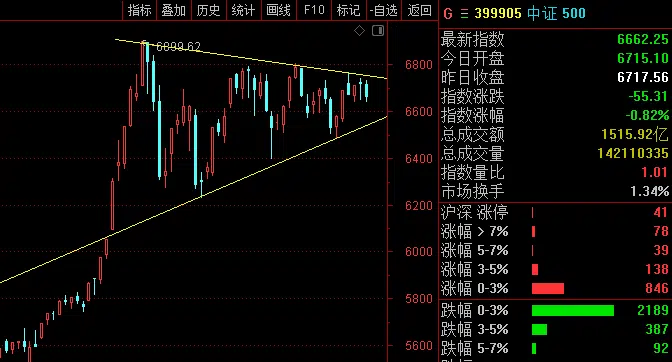 指标 叠加 历史 统计 画线 F10 标记 -自选 返回
G 三 399905 中证 500
6899.62
6800
6600
6400
6200
6000
5800
5600
最新指数 6662.25
今日开盘 6715.10
昨日收盘 6717.56
指数涨跌 -55.31
指数涨幅 -0.82%
总成交额 1515.92亿
总成交量 142110335
指数量比 1.01
市场换手 1.34%
沪深 涨停 41
涨幅 > 7% 78
涨幅 5-7% 39
涨幅 3-5% 138
涨幅 0-3% 846
跌幅 0-3% 2189
跌幅 3-5% 387
跌幅 5-7% 92